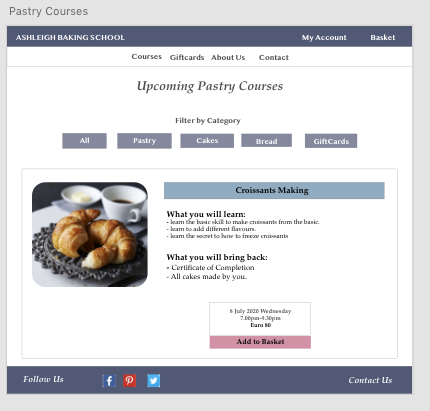 Pastry Courses
ASHLEIGH BAKING SCHOOL My Account Basket
Courses Giftcards About Us Contact
Upcoming Pastry Courses
Filter by Category
All Pastry Cakes Bread GiftCards
Croissants Making
What you will learn:
- learn the basic skill to make croissants from the basic.
- learn to add different flavours.
- learn the secret to how to freeze croissants
What you will bring back:
- Certificate of Completion
- All cakes made by you.
8 July 2020 Wednesday
7.00pm-9.30pm
Euro 80
Add to Basket
Follow Us Contact Us